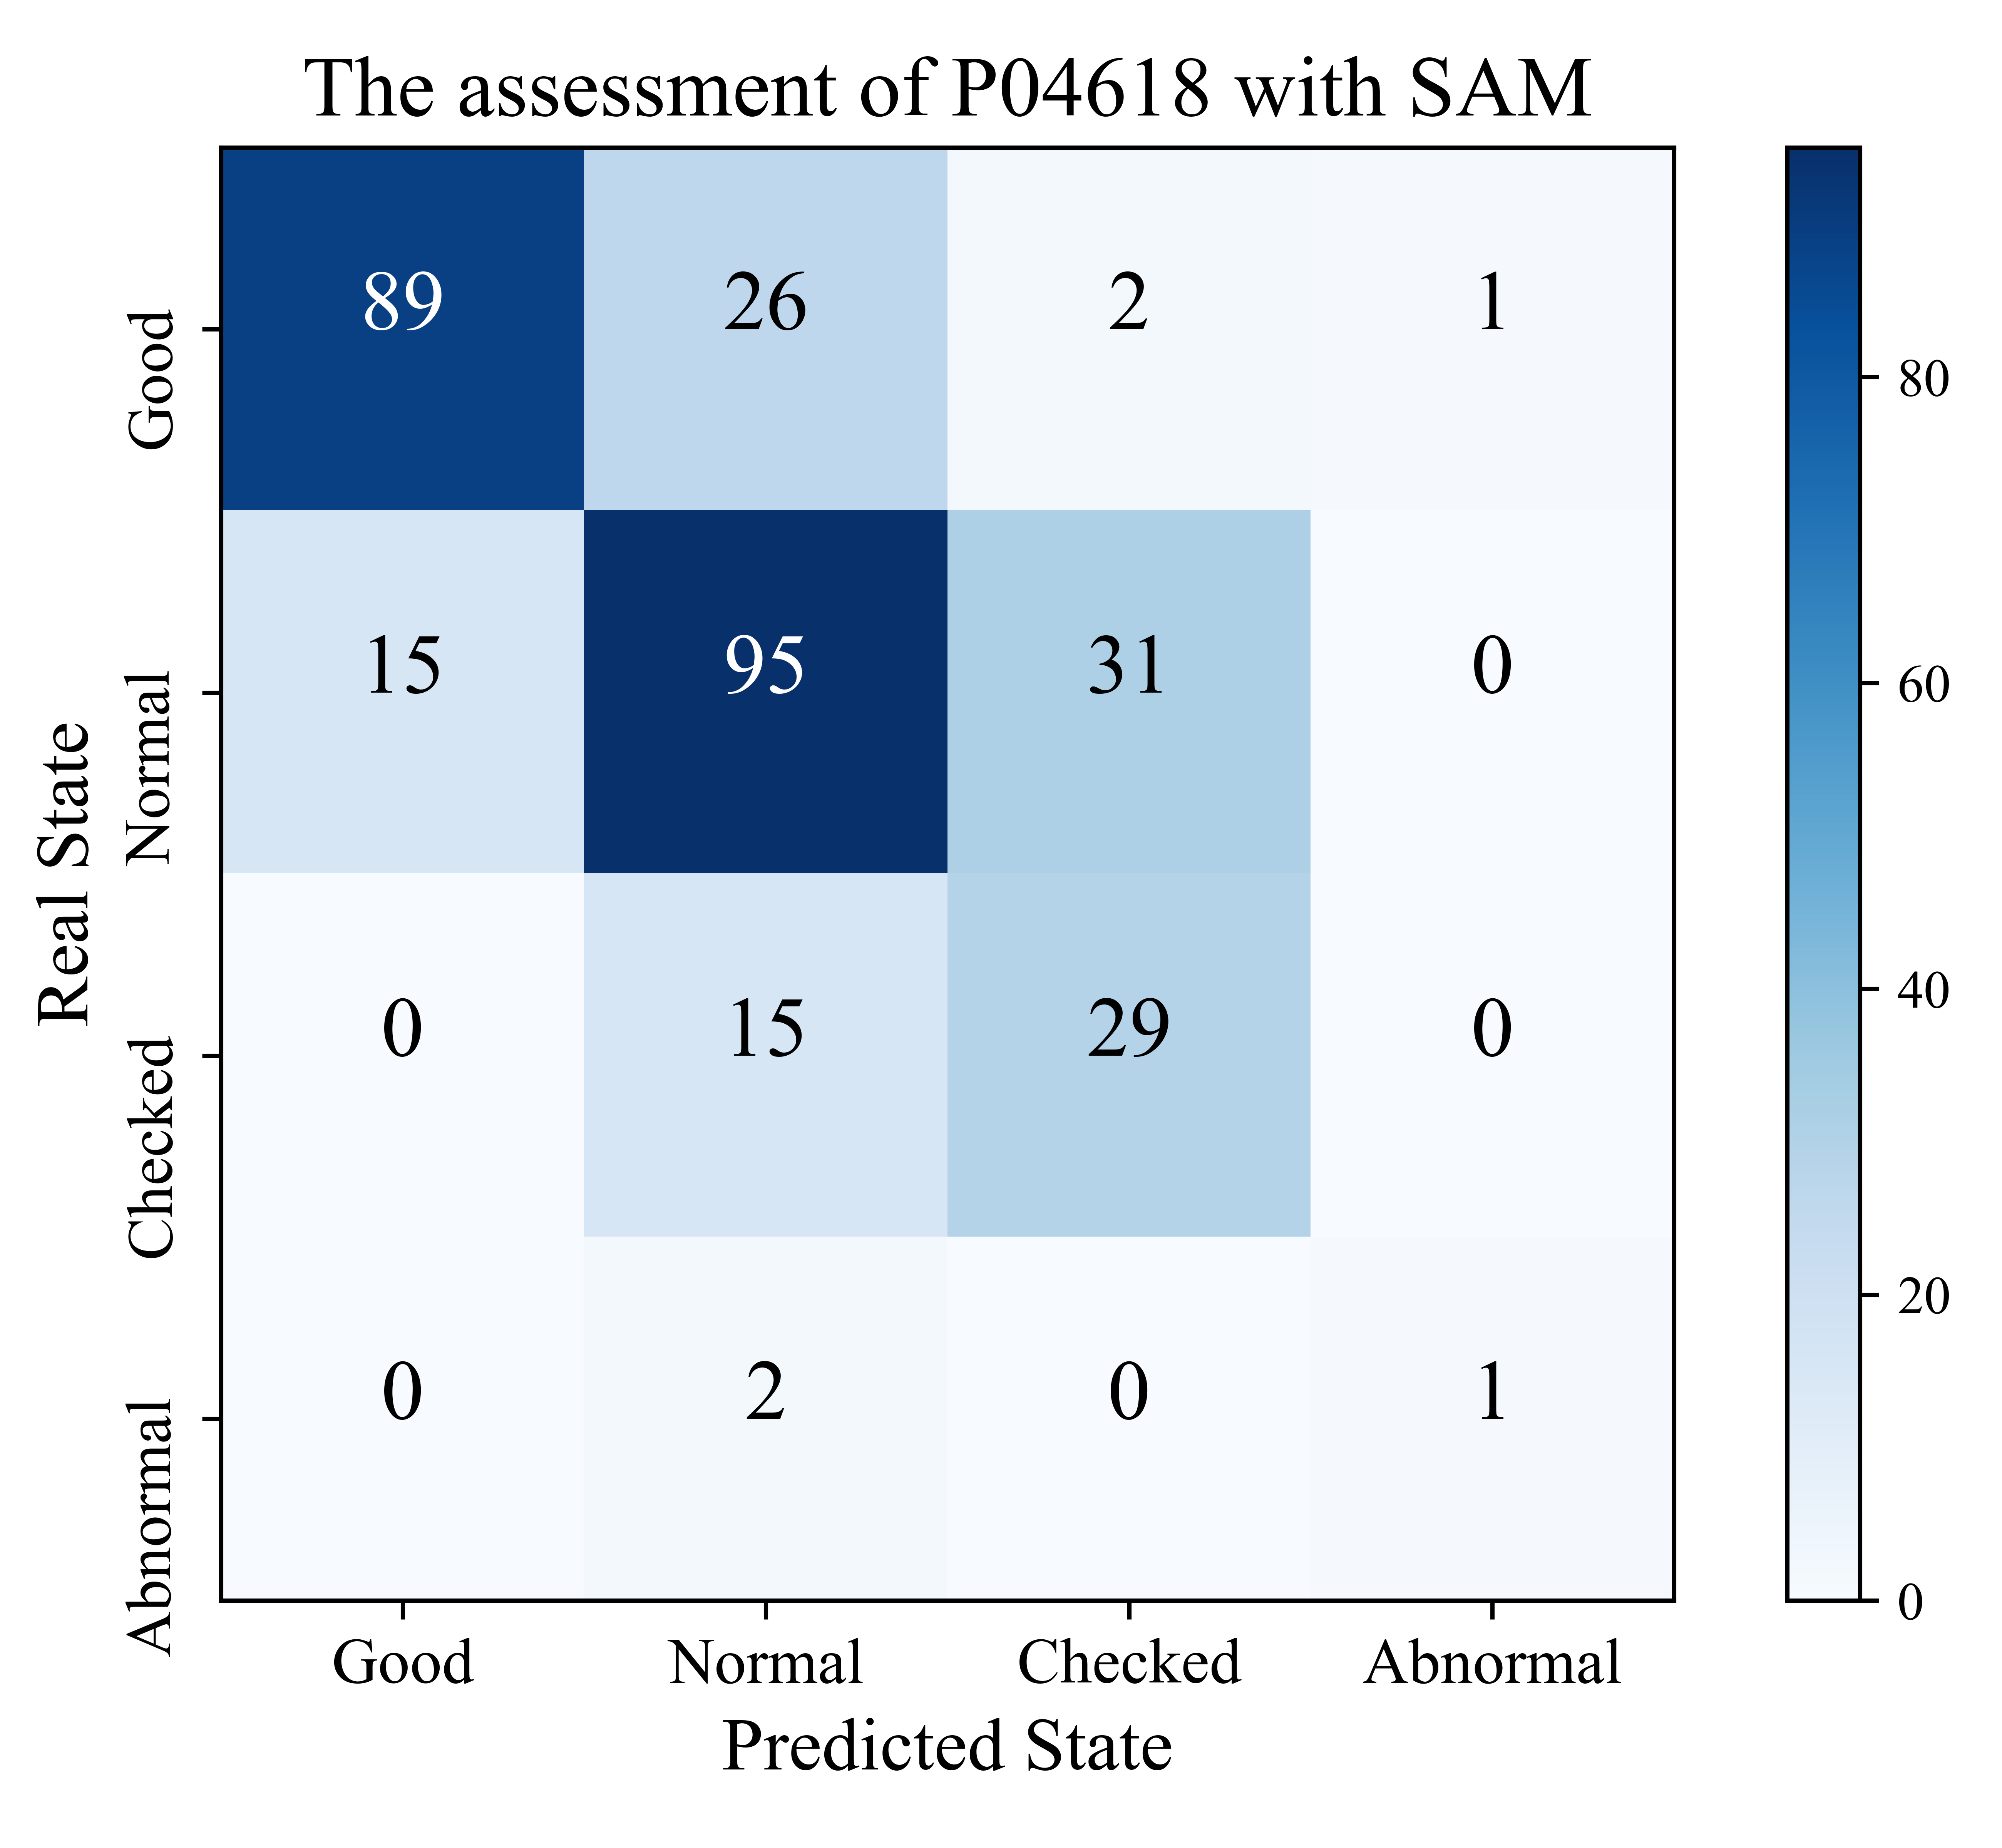 The assessment of P04618 with SAM
Real State
Good
89 26 2 1
Normal
15 95 31 0
Checked
0 15 29 0
Abnormal
0 2 0 1
Good Normal Checked Abnormal
Predicted State
80
60
40
20
0